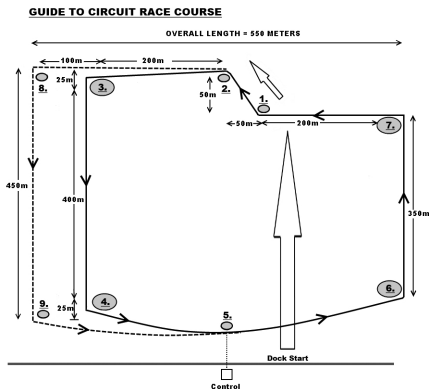 GUIDE TO CIRCUIT RACE COURSE
OVERALL LENGTH = 550 METERS
100m 200m
25m
8. 3. 2. 1.
50m
50m 200m 7.
450m 400m 350m
9. 25m 4. 5. 6.
Dock Start
Control